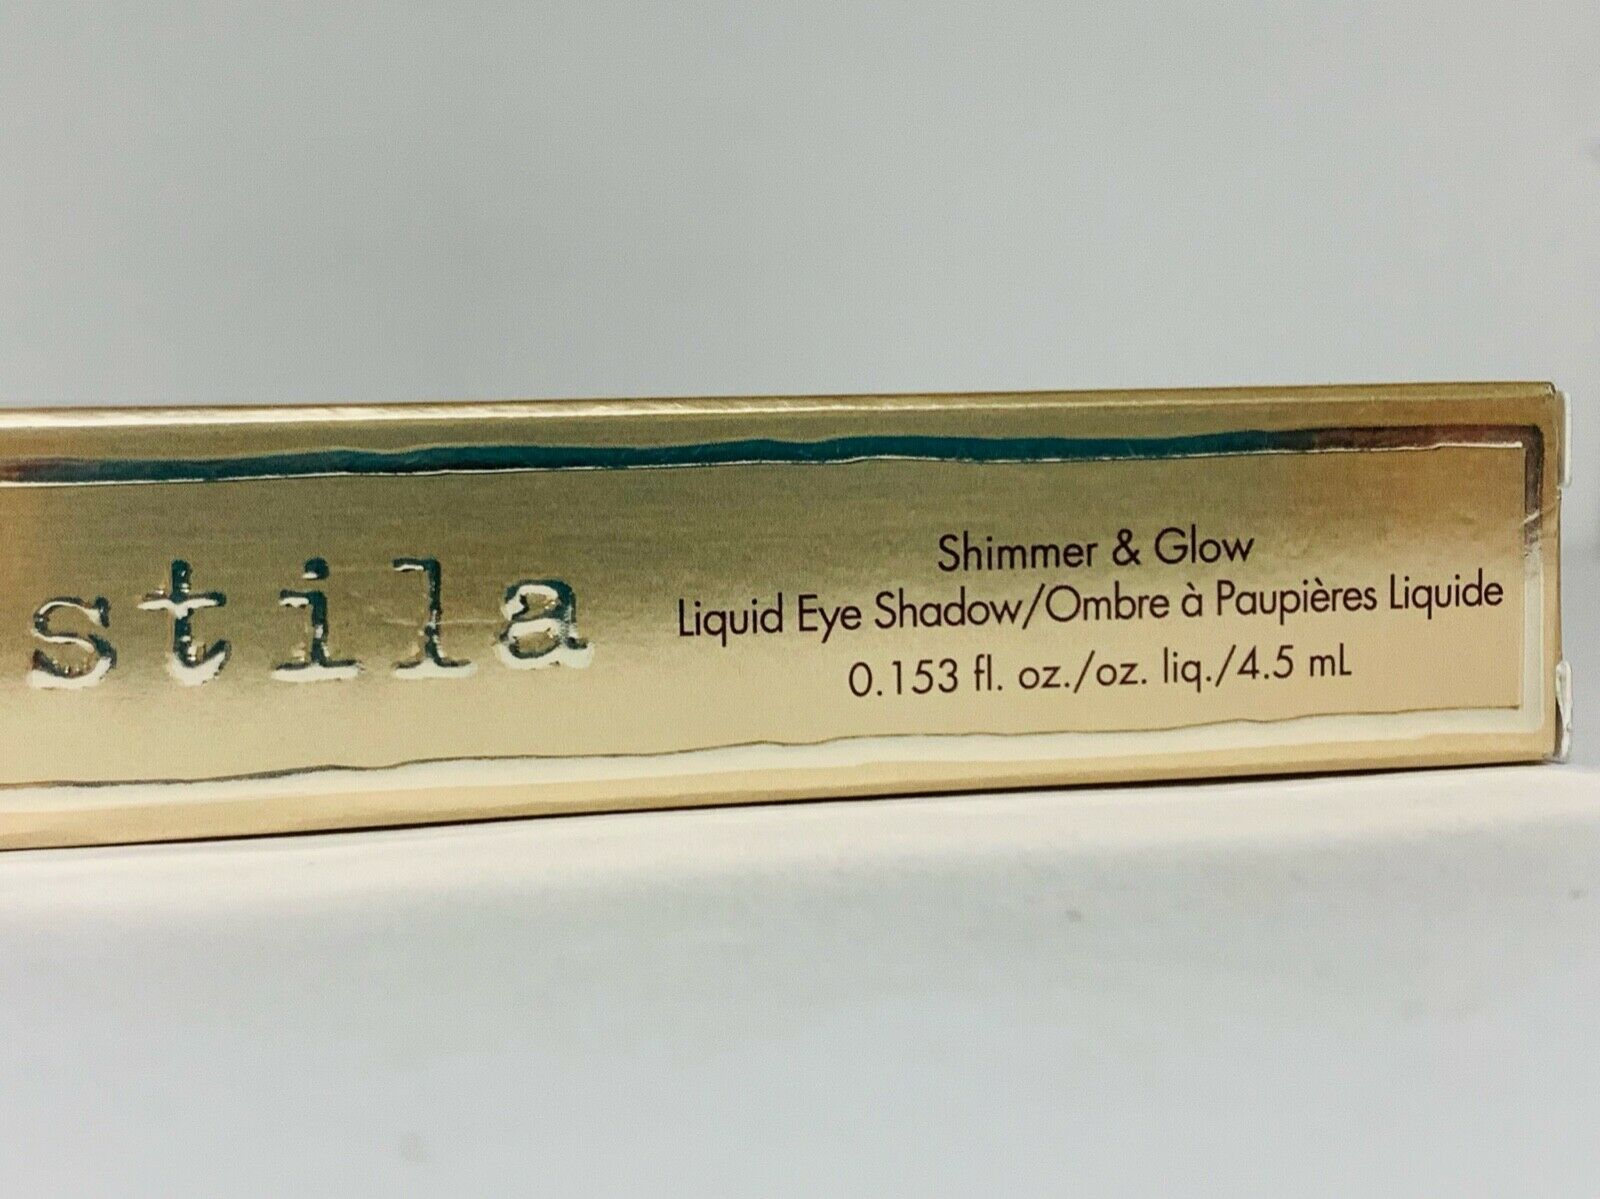 stila
Shimmer & Glow
Liquid Eye Shadow/Ombre à Paupières Liquide
0.153 fl. oz./oz. liq./4.5 mL